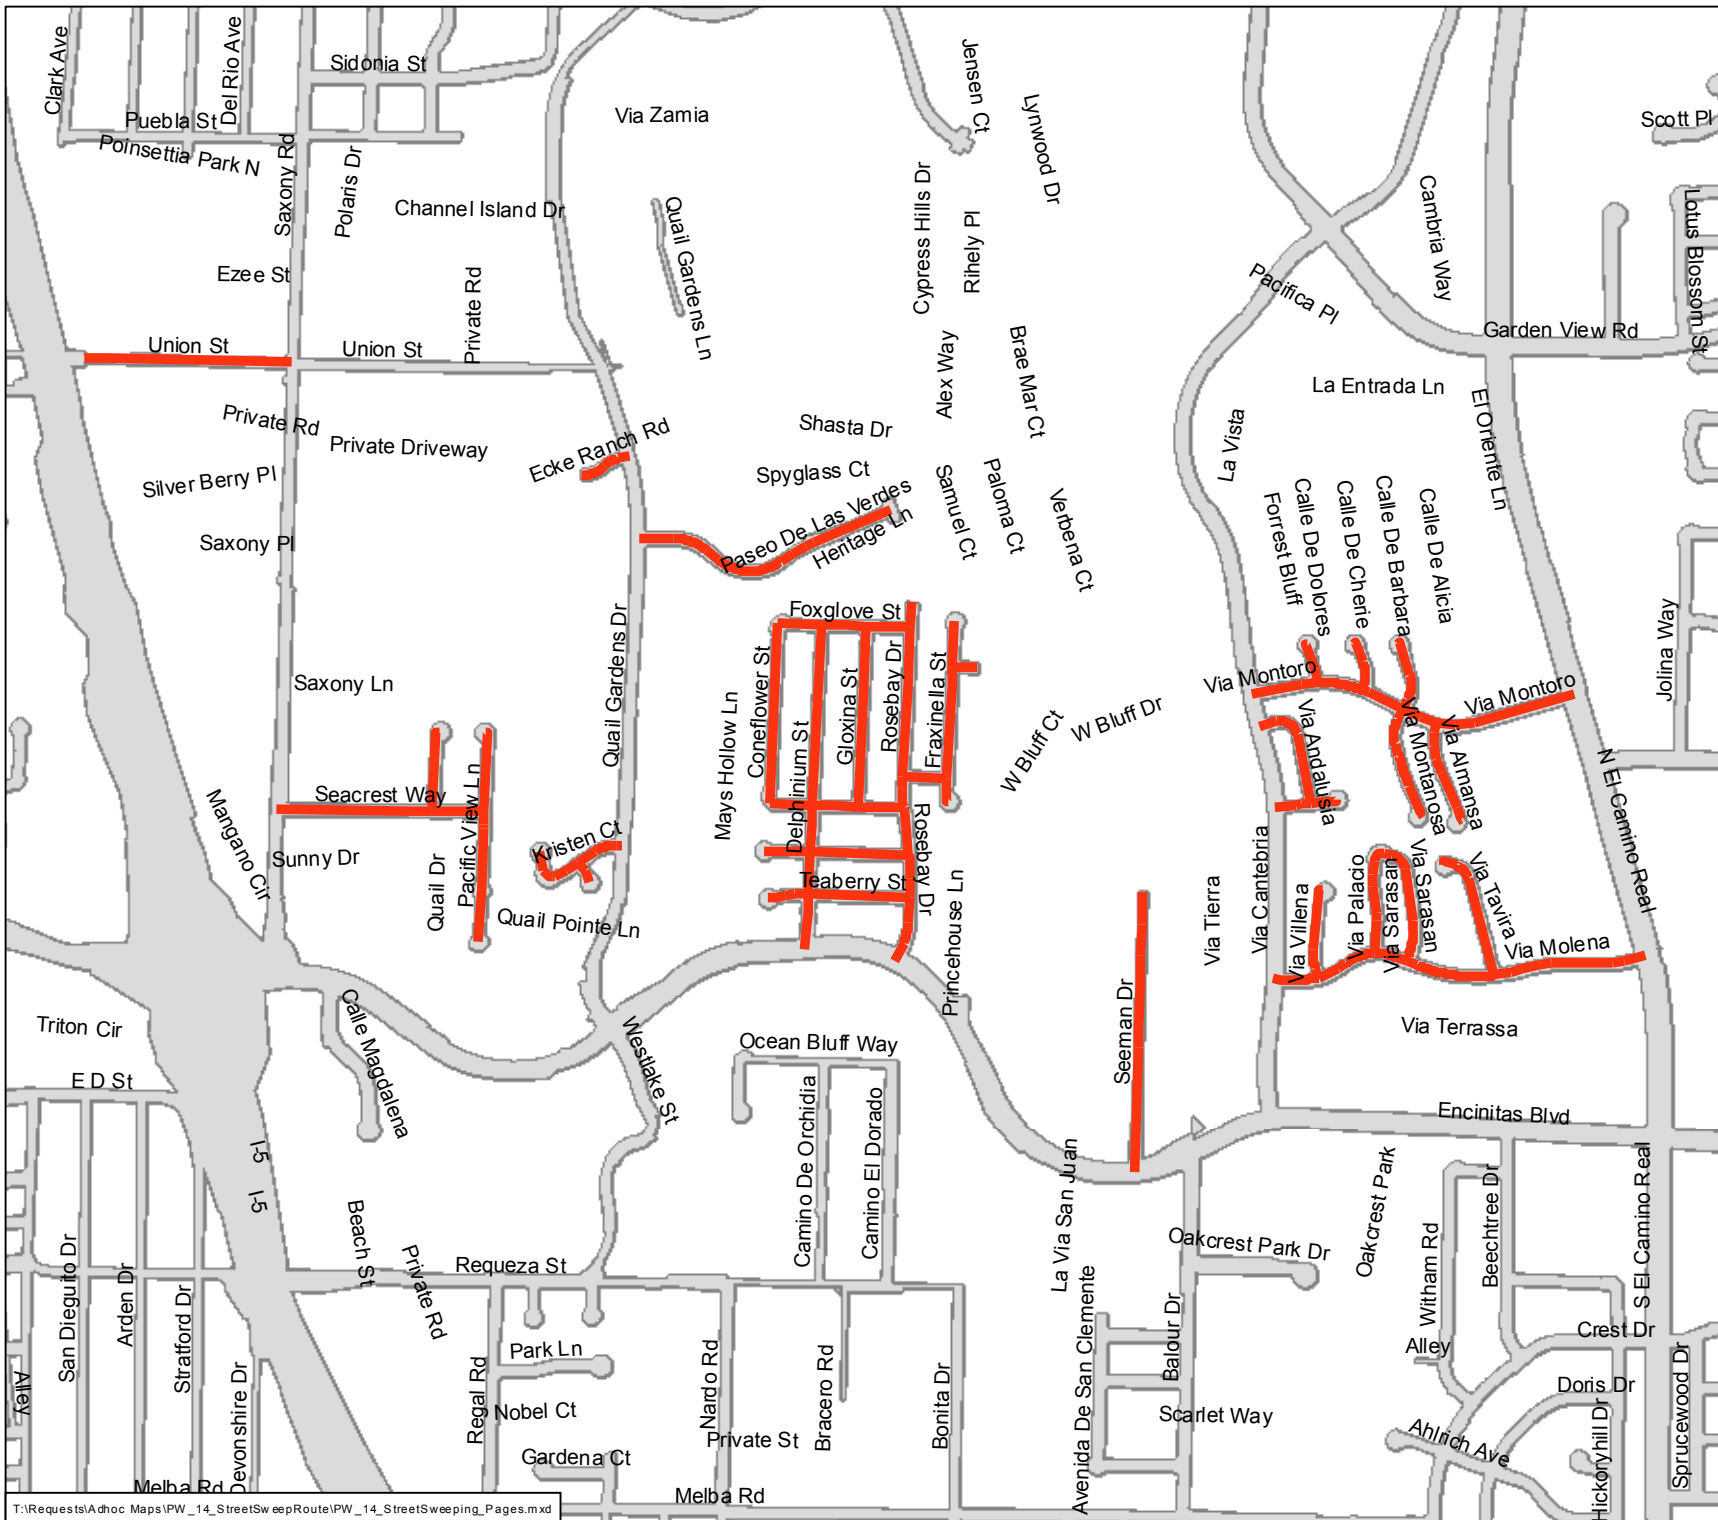 Clark Ave
Del Rio Ave
Sidonia St
Puebla St
Poinsettia Park N
Saxony Rd
Polaris Dr
Via Zamia
Jensen Ct
Lynwood Dr
Scott Pl
Channel Island Dr
Quail Gardens Ln
Cypress Hills Dr
Rihely Pl
Cambria Way
Lotus Blossom St
Ezee St
Private Rd
Pacifica Pl
Union St
Union St
Garden View Rd
Alex Way
Brae Mar Ct
La Entrada Ln
El Oriente Ln
Private Rd
Private Driveway
Ecke Ranch Rd
Shasta Dr
La Vista
Silver Berry Pl
Spyglass Ct
Samuel Ct
Paloma Ct
Verbena Ct
Forrest Bluff
Calle De Dolores
Calle De Cherie
Calle De Barbara
Calle De Alicia
Saxony Pl
Paseo De Las Verdes
Heritage Ln
Jolina Way
Quail Gardens Dr
Foxglove St
Coneflower St
Gloxina St
Rosebay Dr
Fraxinella St
Saxony Ln
Mays Hollow Ln
Delphinium St
W Bluff Ct
W Bluff Dr
Via Montoro
Via Montoro
Via Andalusia
Via Montanosa
Via Almansa
N El Camino Real
Mangano Cir
Seacrest Way
Pacific View Ln
Kristen Ct
Sunny Dr
Quail Dr
Quail Pointe Ln
Teaberry St
Rosebay Dr
Princehouse Ln
Via Tierra
Via Cantebria
Via Villena
Via Palacio
Via Sarasan
Via Sarasan
Via Tavira
Via Molena
Triton Cir
Calle Magdalena
Westlake St
Ocean Bluff Way
Seeman Dr
Via Terrassa
E D St
Encinitas Blvd
I-5
I-5
Camino De Orchidia
Camino El Dorado
La Via San Juan
Oakcrest Park
Beechtree Dr
S El Camino Real
San Dieguito Dr
Arden Dr
Stratford Dr
Beach St
Private Rd
Requeza St
Oakcrest Park Dr
Witham Rd
Crest Dr
Alley
Devonshire Dr
Regal Rd
Park Ln
Nobel Ct
Nardo Rd
Bracero Rd
Bonita Dr
Avenida De San Clemente
Balour Dr
Alley
Doris Dr
Sprucewood Dr
Scarlet Way
Private St
Gardena Ct
Ahlrich Ave
Hickoryhill Dr
Melba Rd
Melba Rd
T:\Requests\Adhoc Maps\PW_14_StreetSweepRoute\PW_14_StreetSweeping_Pages.mxd